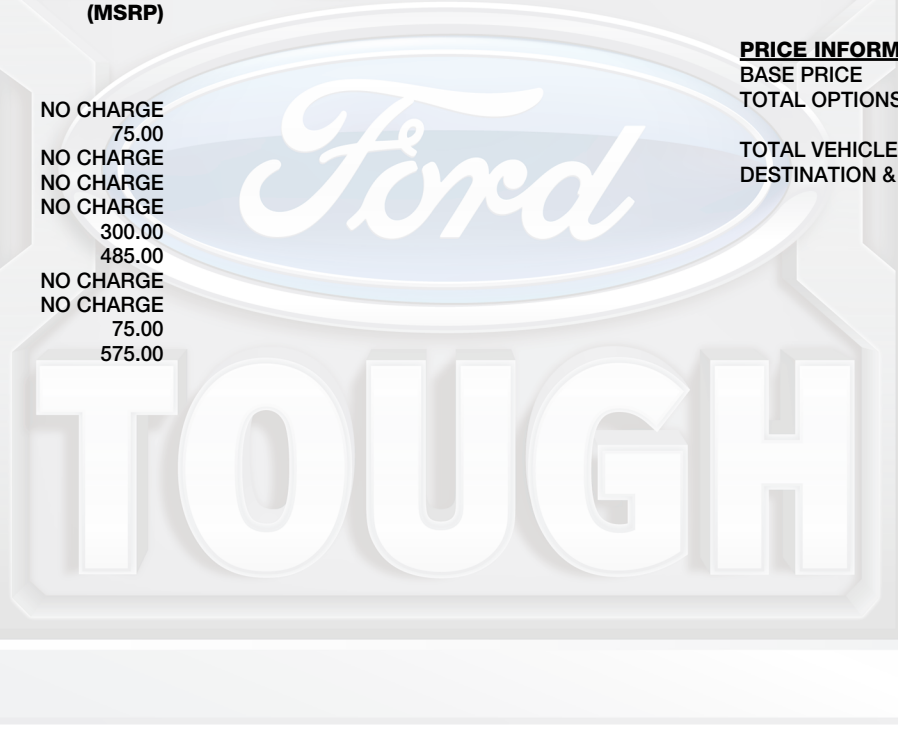 (MSRP)
NO CHARGE
75.00
NO CHARGE
NO CHARGE
NO CHARGE
300.00
485.00
NO CHARGE
NO CHARGE
75.00
575.00
PRICE INFORM
BASE PRICE
TOTAL OPTIONS
TOTAL VEHICLE
DESTINATION &
Ford
TOUGH